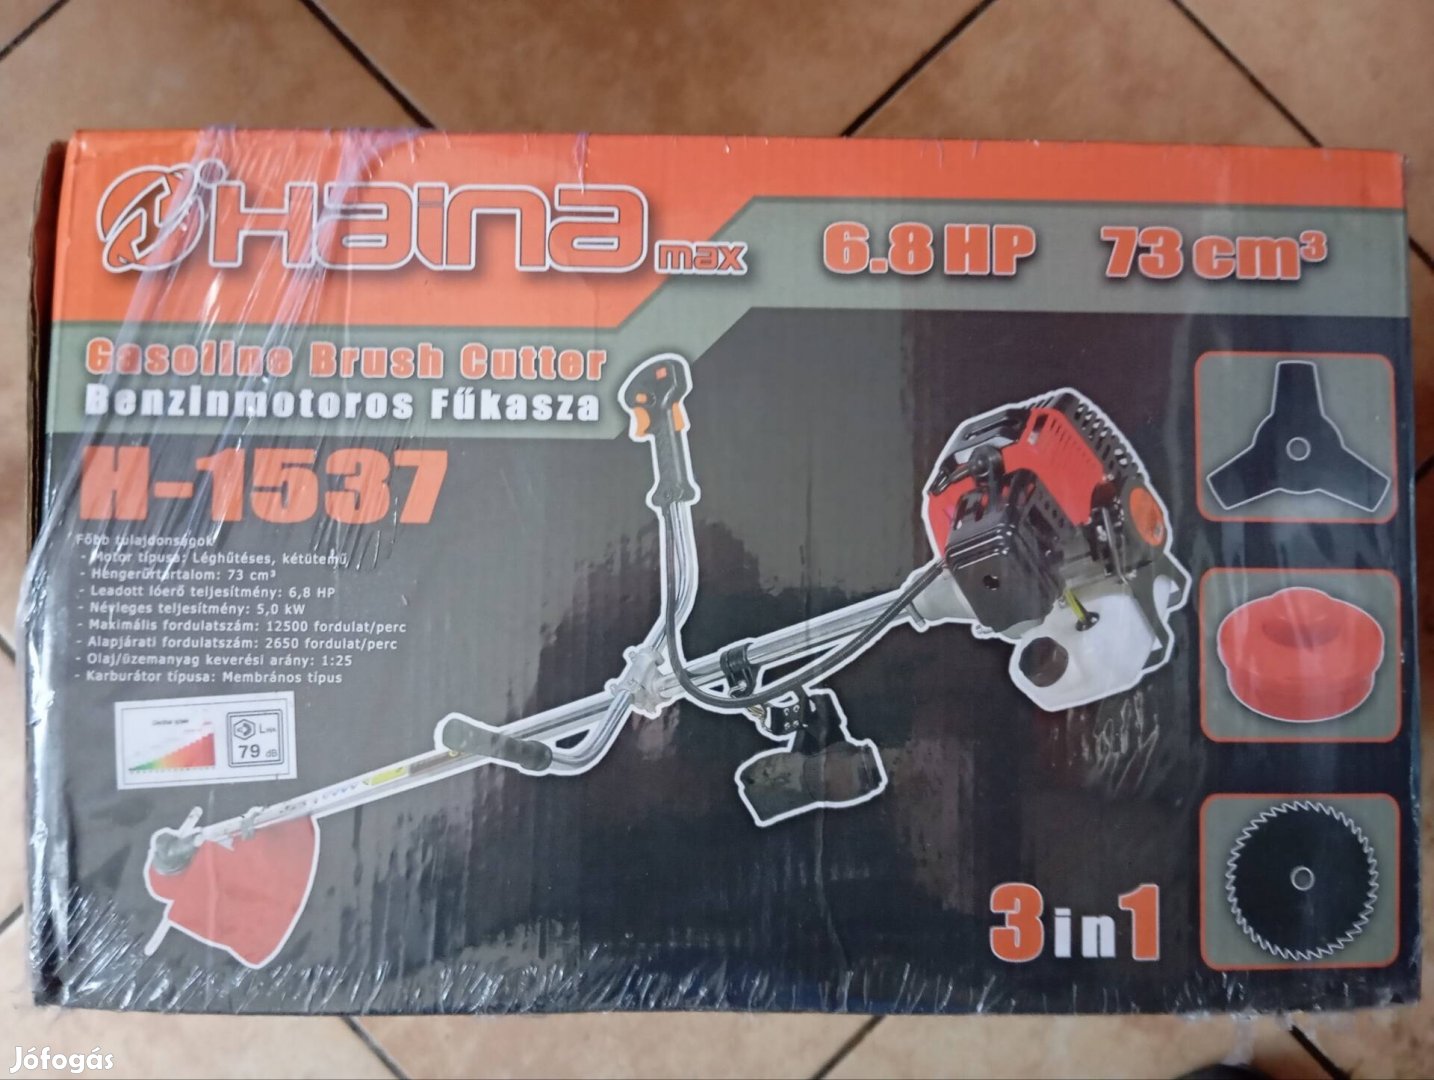 Haina max
6.8 HP 73 cm³
Gasoline Brush Cutter
Benzinmotoros Fűkasza
H-1537
Főbb tulajdonságok
- Motor típusa: Léghűtéses, kétütemű
- Hengerűrtartalom: 73 cm³
- Leadott lóerő teljesítmény: 6,8 HP
- Névleges teljesítmény: 5,0 kW
- Maximális fordulatszám: 12500 fordulat/perc
- Alapjárati fordulatszám: 2650 fordulat/perc
- Olaj/üzemanyag keverési arány: 1:25
- Karburátor típusa: Membrános típus
79 dB
3 in 1
Jófogás